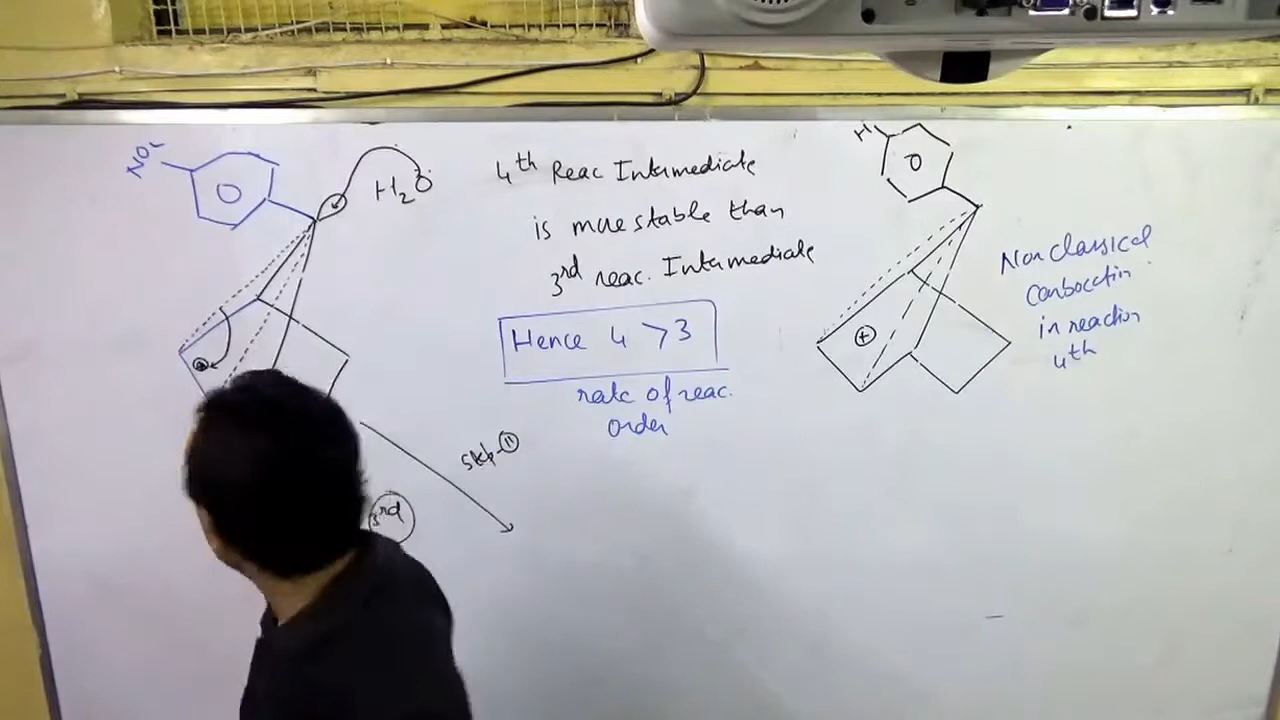 NO2
H2O
4th Reac Intermediate
is more stable than
3rd reac. Intermediate
Hence 4 > 3
rate of reac.
order
Step-II
3rd
H
Non classical
Carbocation
in reaction
4th
+